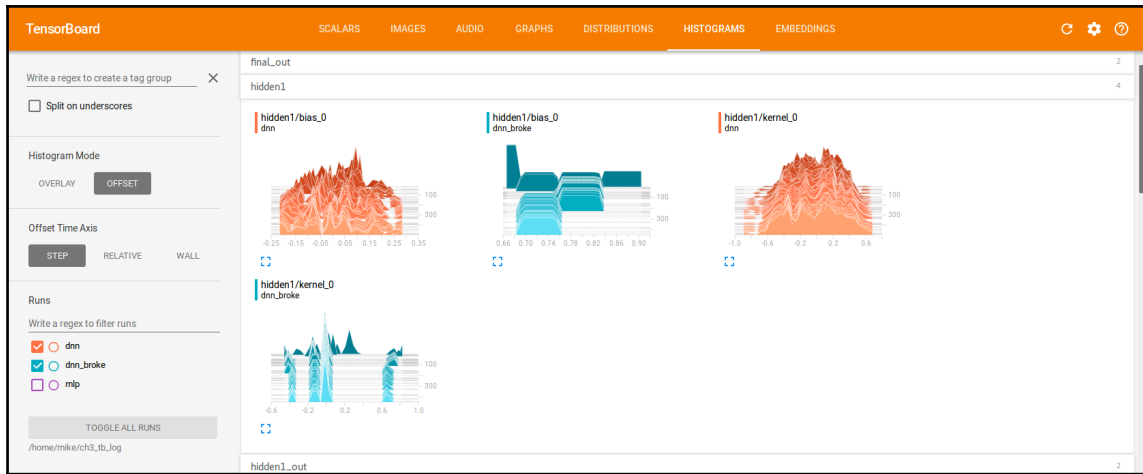 TensorBoard
SCALARS IMAGES AUDIO GRAPHS DISTRIBUTIONS HISTOGRAMS EMBEDDINGS
Write a regex to create a tag group
Split on underscores
Histogram Mode
OVERLAY OFFSET
Offset Time Axis
STEP RELATIVE WALL
Runs
Write a regex to filter runs
dnn
dnn_broke
mlp
TOGGLE ALL RUNS
/home/mike/ch3_tb_log
final_out 2
hidden1 4
hidden1/bias_0
dnn
100
300
-0.25 -0.15 -0.05 0.05 0.15 0.25 0.35
hidden1/bias_0
dnn_broke
100
300
0.66 0.70 0.74 0.78 0.82 0.86 0.90
hidden1/kernel_0
dnn
100
300
-1.0 -0.6 -0.2 0.2 0.6
hidden1/kernel_0
dnn_broke
100
300
-0.6 -0.2 0.2 0.6 1.0
hidden1_out 2